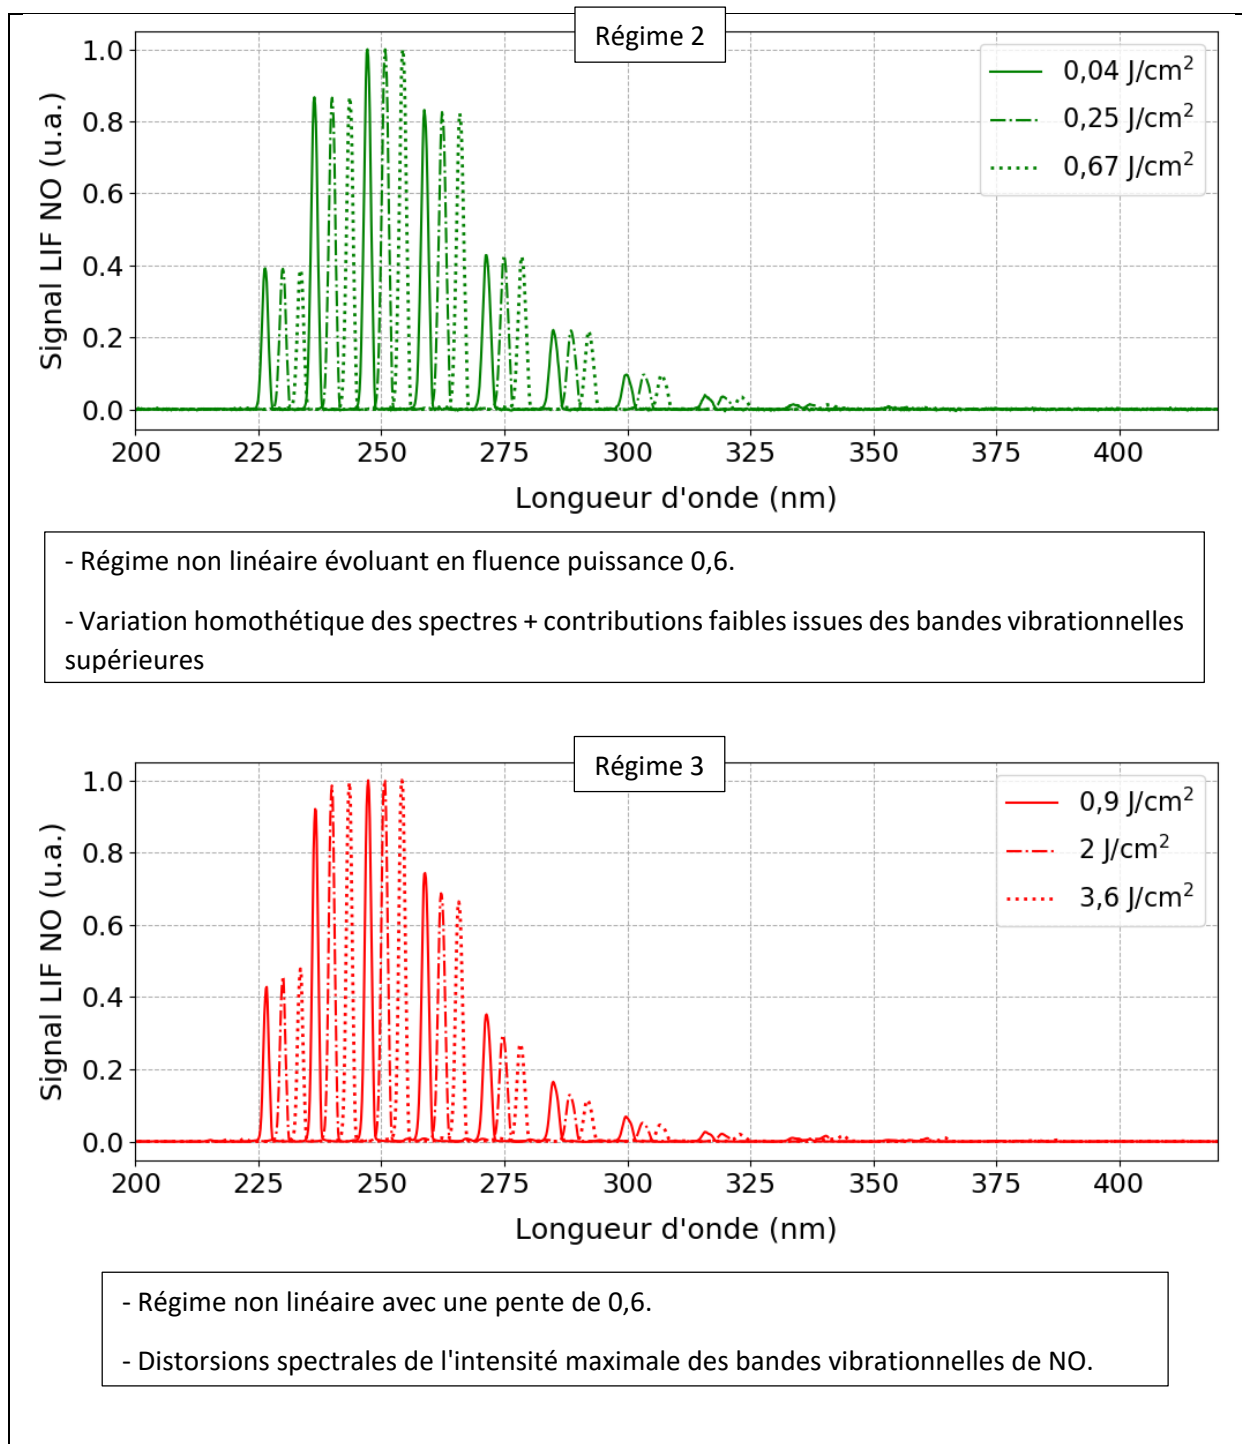 Régime 2
1.0
0.8
0.6
0.4
0.2
0.0
Signal LIF NO (u.a.)
0,04 J/cm²
0,25 J/cm²
0,67 J/cm²
200 225 250 275 300 325 350 375 400
Longueur d'onde (nm)
- Régime non linéaire évoluant en fluence puissance 0,6.
- Variation homothétique des spectres + contributions faibles issues des bandes vibrationnelles
supérieures
Régime 3
1.0
0.8
0.6
0.4
0.2
0.0
Signal LIF NO (u.a.)
0,9 J/cm²
2 J/cm²
3,6 J/cm²
200 225 250 275 300 325 350 375 400
Longueur d'onde (nm)
- Régime non linéaire avec une pente de 0,6.
- Distorsions spectrales de l'intensité maximale des bandes vibrationnelles de NO.